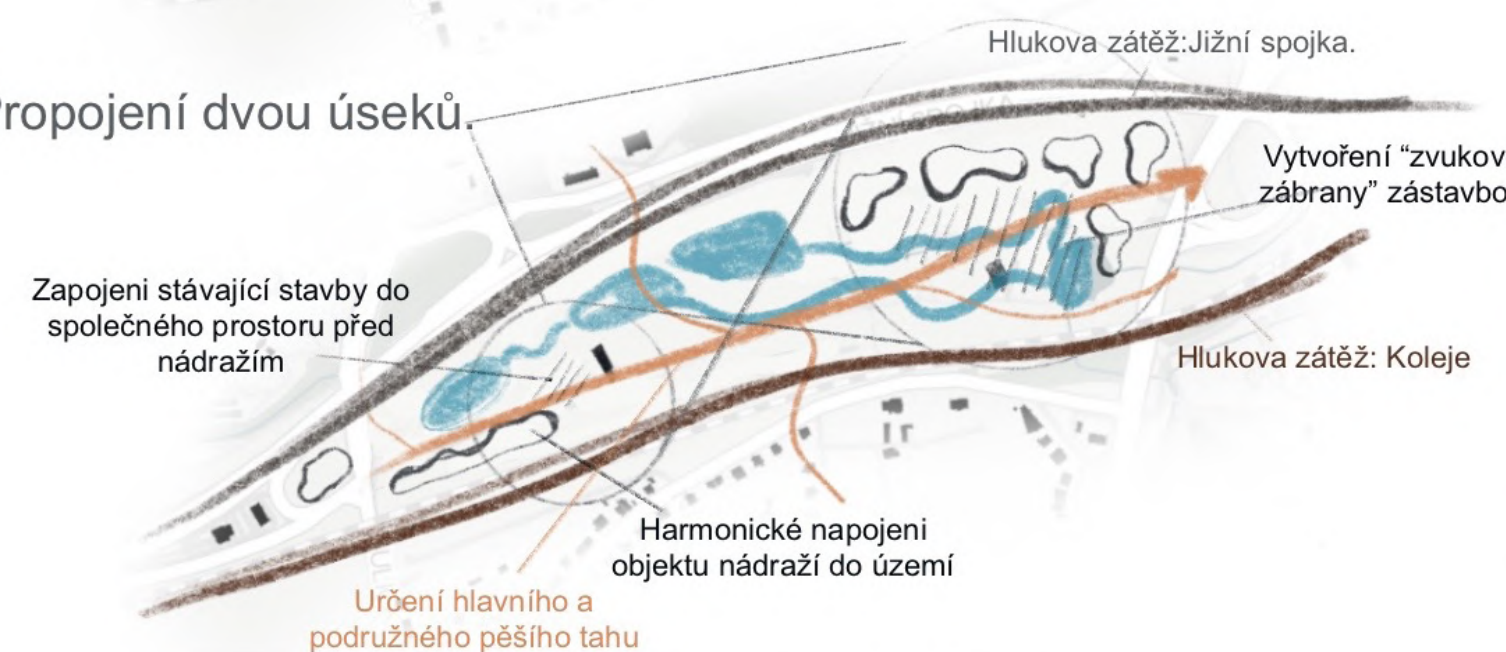 Hlukova zátěž:Jižní spojka.
Propojení dvou úseků.
Vytvoření “zvukov
zábrany” zástavbo
Zapojeni stávající stavby do
společného prostoru před
nádražím
Hlukova zátěž: Koleje
Harmonické napojeni
objektu nádraží do území
Určení hlavního a
podružného pěšího tahu